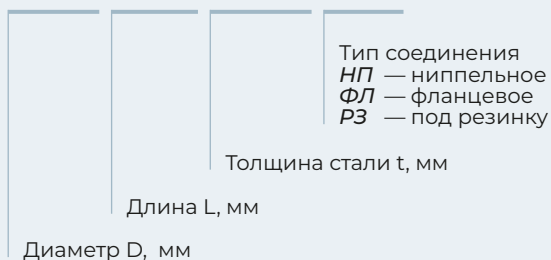 Тип соединения
НП — ниппельное
ФЛ — фланцевое
РЗ — под резинку
Толщина стали t, мм
Длина L, мм
Диаметр D, мм